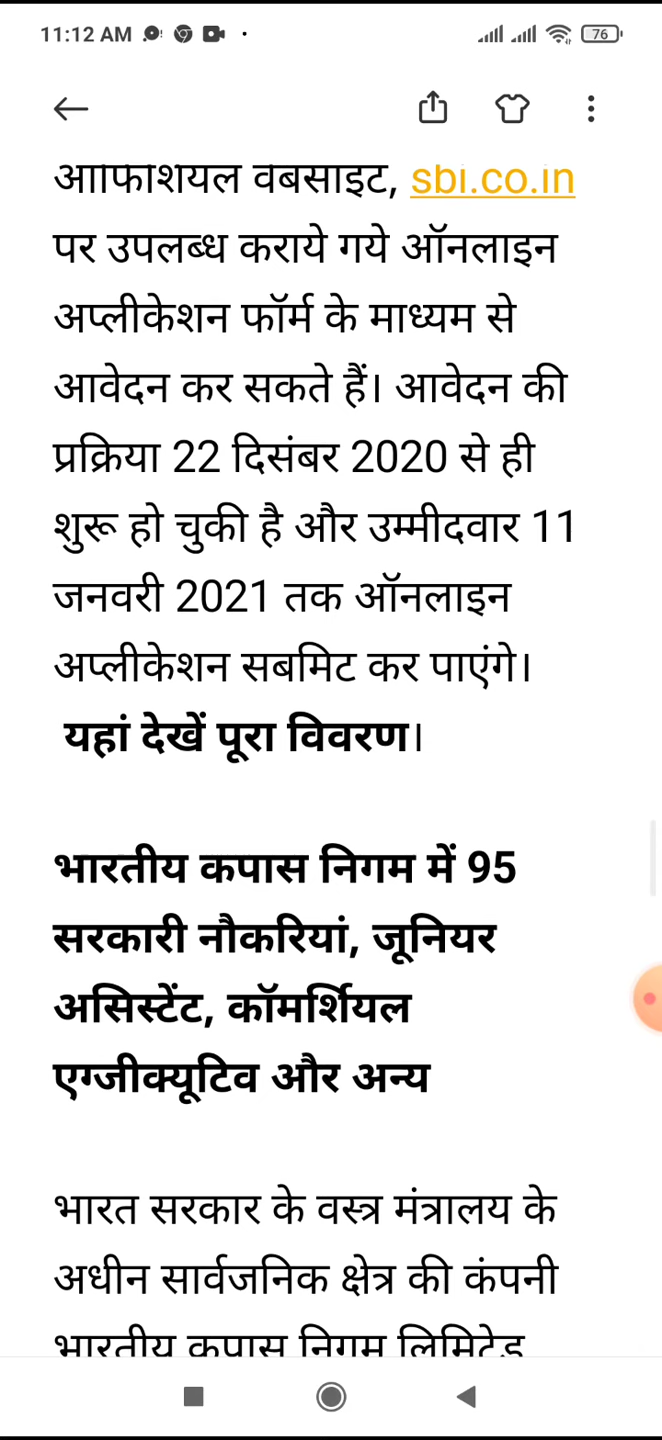 11:12 AM
76
आफिशियल वेबसाइट, sbi.co.in
पर उपलब्ध कराये गये ऑनलाइन
अप्लीकेशन फॉर्म के माध्यम से
आवेदन कर सकते हैं। आवेदन की
प्रक्रिया 22 दिसंबर 2020 से ही
शुरू हो चुकी है और उम्मीदवार 11
जनवरी 2021 तक ऑनलाइन
अप्लीकेशन सबमिट कर पाएंगे।
यहां देखें पूरा विवरण।
भारतीय कपास निगम में 95
सरकारी नौकरियां, जूनियर
असिस्टेंट, कॉमर्शियल
एग्जीक्यूटिव और अन्य
भारत सरकार के वस्त्र मंत्रालय के
अधीन सार्वजनिक क्षेत्र की कंपनी
भारतीय कपास निगम लिमिटेड